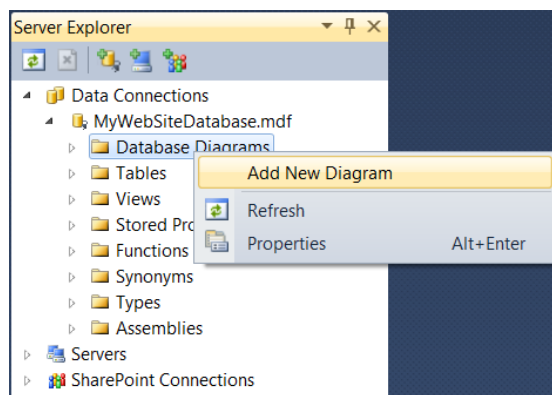 Server Explorer
Data Connections
MyWebSiteDatabase.mdf
Database Diagrams
Tables
Add New Diagram
Views
Stored Pro
Refresh
Functions
Properties Alt+Enter
Synonyms
Types
Assemblies
Servers
SharePoint Connections